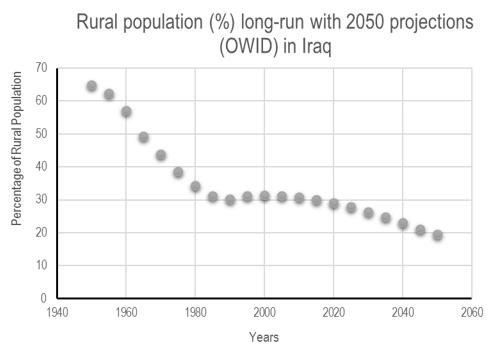 Rural population (%) long-run with 2050 projections
(OWID) in Iraq
Percentage of Rural Population
70
60
50
40
30
20
10
0
1940 1960 1980 2000 2020 2040 2060
Years